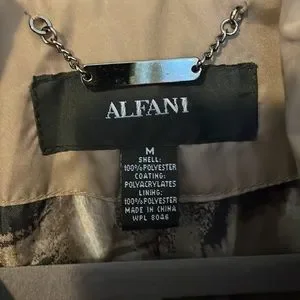 ALFANI
M
SHELL:
100% POLYESTER
COATING:
POLYACRYLATES
LINING:
100% POLYESTER
MADE IN CHINA
WPL 8046